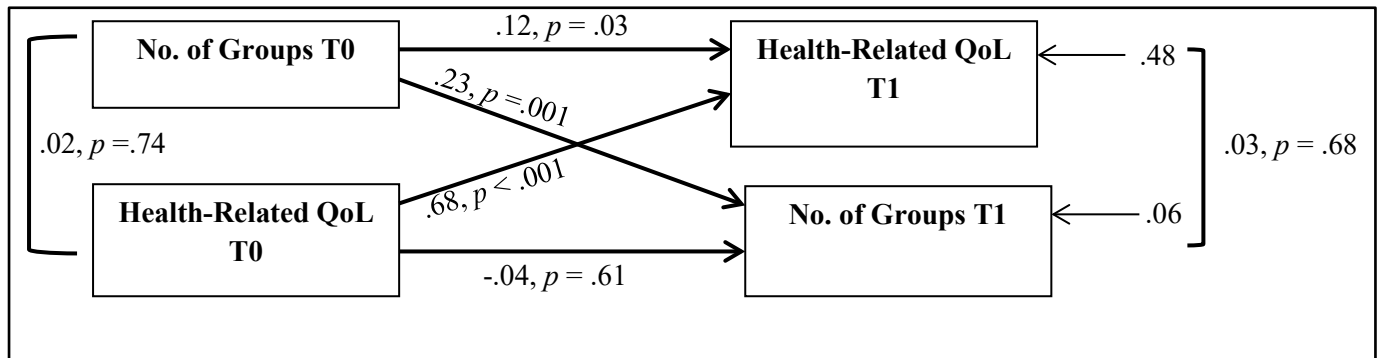 No. of Groups T0
.12, p = .03
Health-Related QoL
T1
.48
.23, p =.001
.02, p =.74
.03, p = .68
.68, p < .001
Health-Related QoL
T0
No. of Groups T1
.06
-.04, p = .61